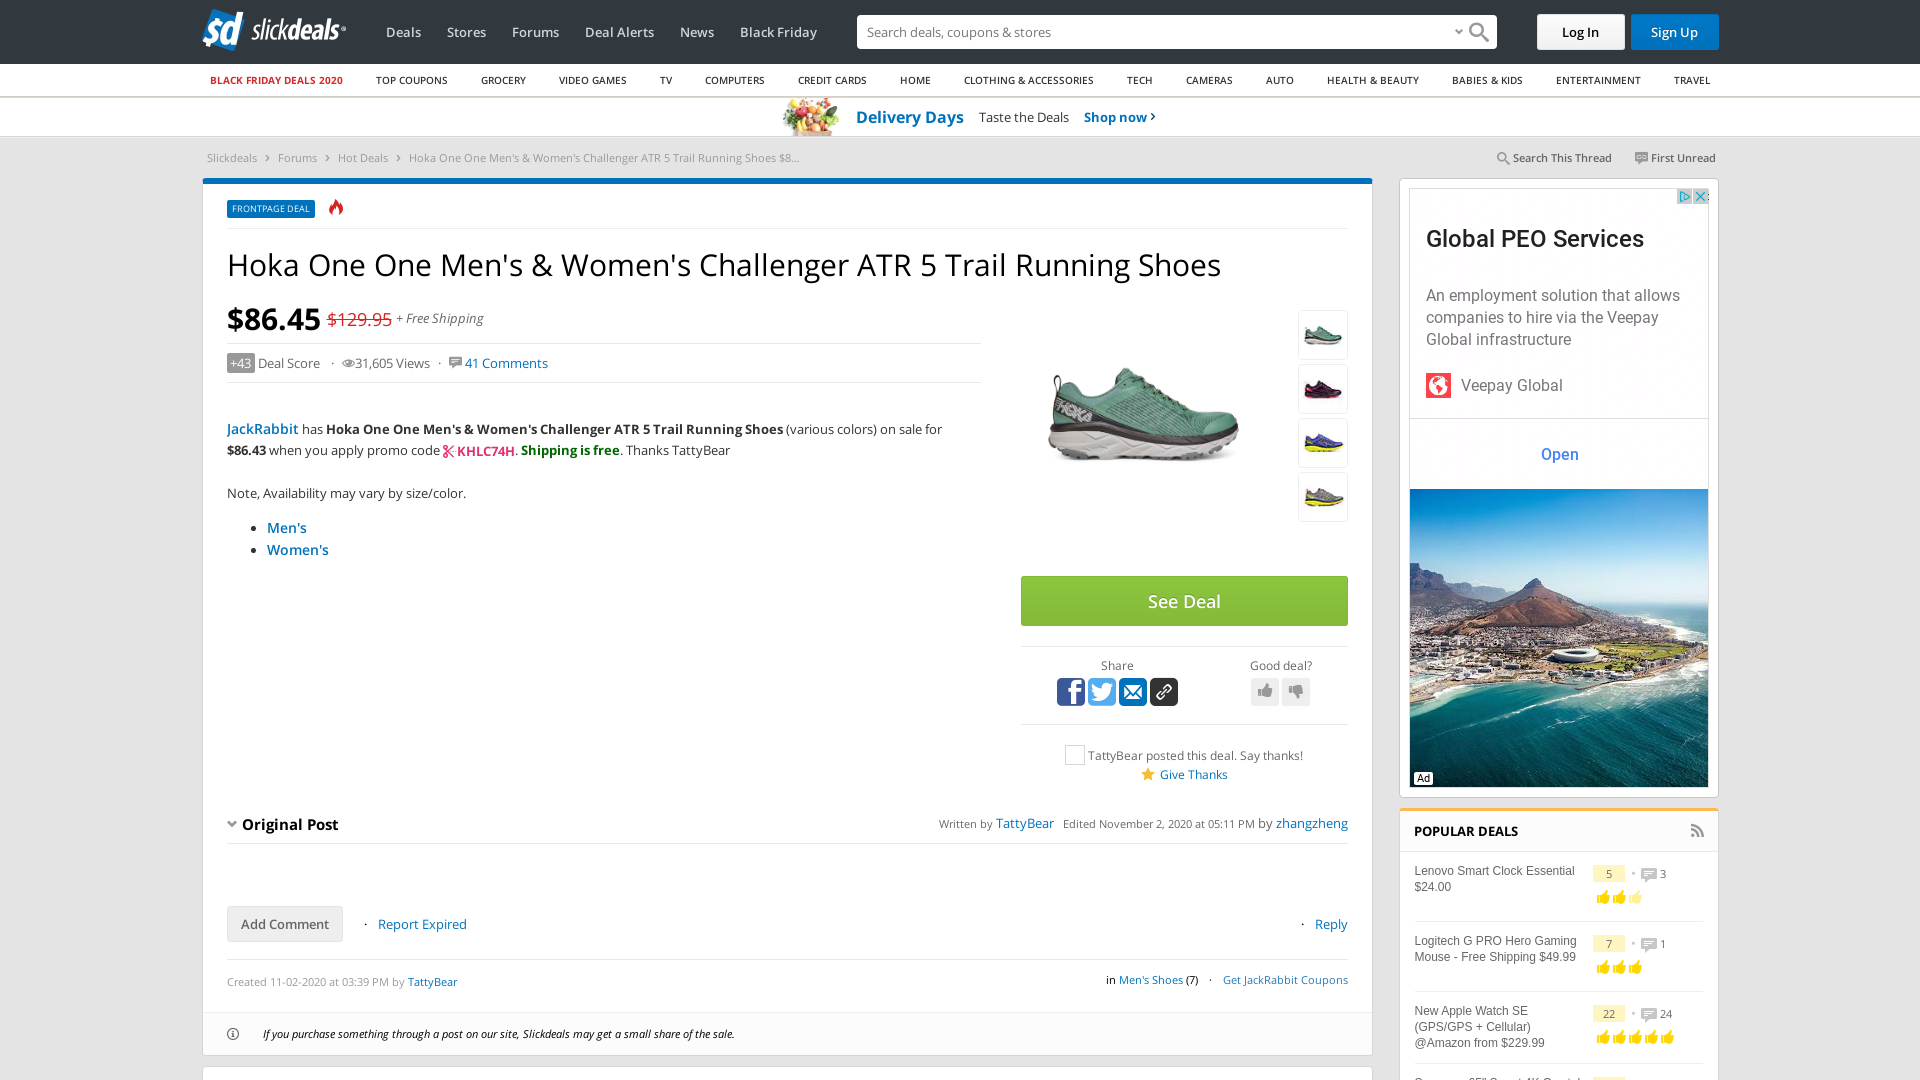 slickdeals
Deals
Stores
Forums
Deal Alerts
News
Black Friday
Search deals, coupons & stores
Log In
Sign Up
BLACK FRIDAY DEALS 2020
TOP COUPONS
GROCERY
VIDEO GAMES
TV
COMPUTERS
CREDIT CARDS
HOME
CLOTHING & ACCESSORIES
TECH
CAMERAS
AUTO
HEALTH & BEAUTY
BABIES & KIDS
ENTERTAINMENT
TRAVEL
Delivery Days Taste the Deals Shop now
Slickdeals > Forums > Hot Deals > Hoka One One Men's & Women's Challenger ATR 5 Trail Running Shoes $8...
Search This Thread
First Unread
FRONTPAGE DEAL
Hoka One One Men's & Women's Challenger ATR 5 Trail Running Shoes
$86.45 $129.95 + Free Shipping
+43 Deal Score · 31,605 Views · 41 Comments
JackRabbit has Hoka One One Men's & Women's Challenger ATR 5 Trail Running Shoes (various colors) on sale for
$86.43 when you apply promo code KHLC74H. Shipping is free. Thanks TattyBear
Note, Availability may vary by size/color.
• Men's
• Women's
HOKA
See Deal
Share
Good deal?
TattyBear posted this deal. Say thanks!
Give Thanks
Original Post
Written by TattyBear Edited November 2, 2020 at 05:11 PM by zhangzheng
Add Comment · Report Expired
· Reply
Created 11-02-2020 at 03:39 PM by TattyBear
in Men's Shoes (7) · Get JackRabbit Coupons
If you purchase something through a post on our site, Slickdeals may get a small share of the sale.
Global PEO Services
An employment solution that allows
companies to hire via the Veepay
Global infrastructure
Veepay Global
Open
Ad
POPULAR DEALS
Lenovo Smart Clock Essential
$24.00
5 · 3
Logitech G PRO Hero Gaming
Mouse - Free Shipping $49.99
7 · 1
New Apple Watch SE
(GPS/GPS + Cellular)
@Amazon from $229.99
22 · 24